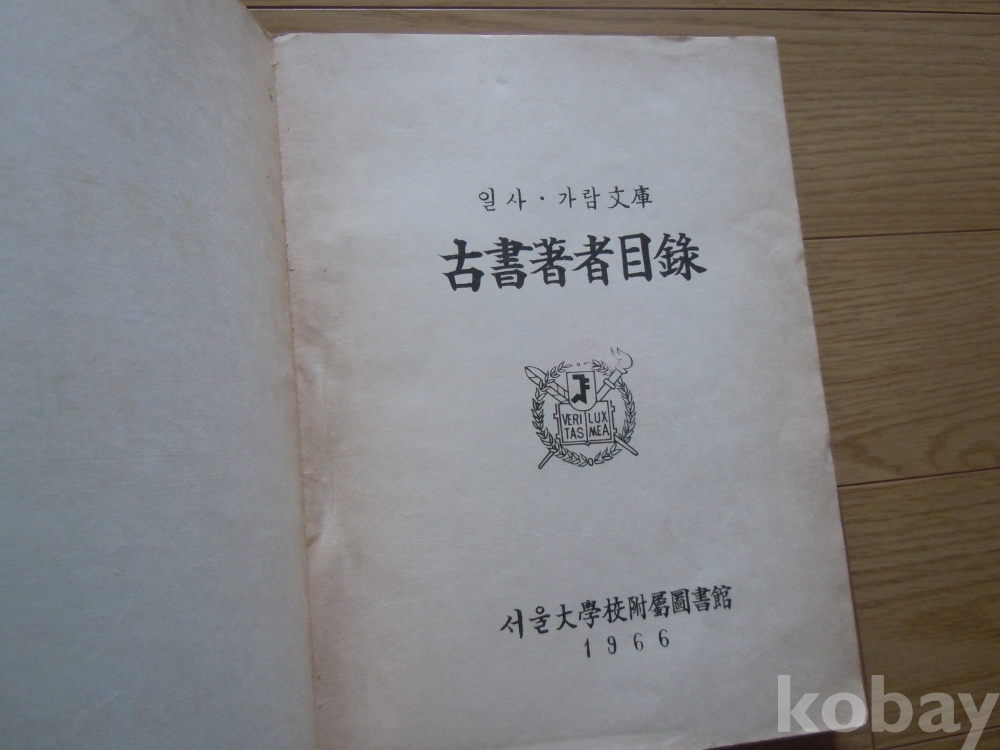 일사·가람文庫
古書著者目錄
VERI LUX
TAS MEA
서울大學校附屬圖書館
1966
kobay